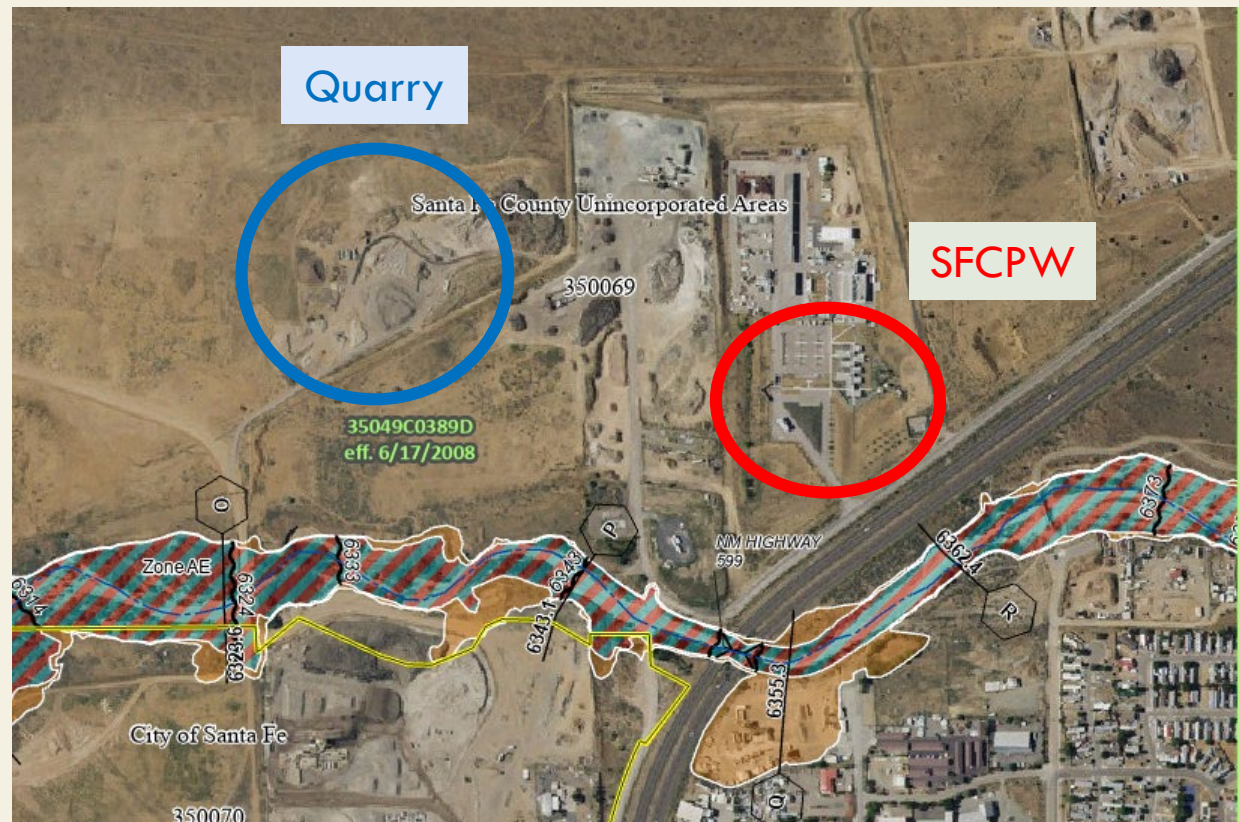 Quarry
Santa Fe County Unincorporated Areas
SFCPW
350069
35049C0389D
eff. 6/17/2008
O
P
NM HIGHWAY
599
6373
6362.4
R
Zone AE
6333
6343
6314
6324
6343.1
6355.3
City of Santa Fe
Q
350070